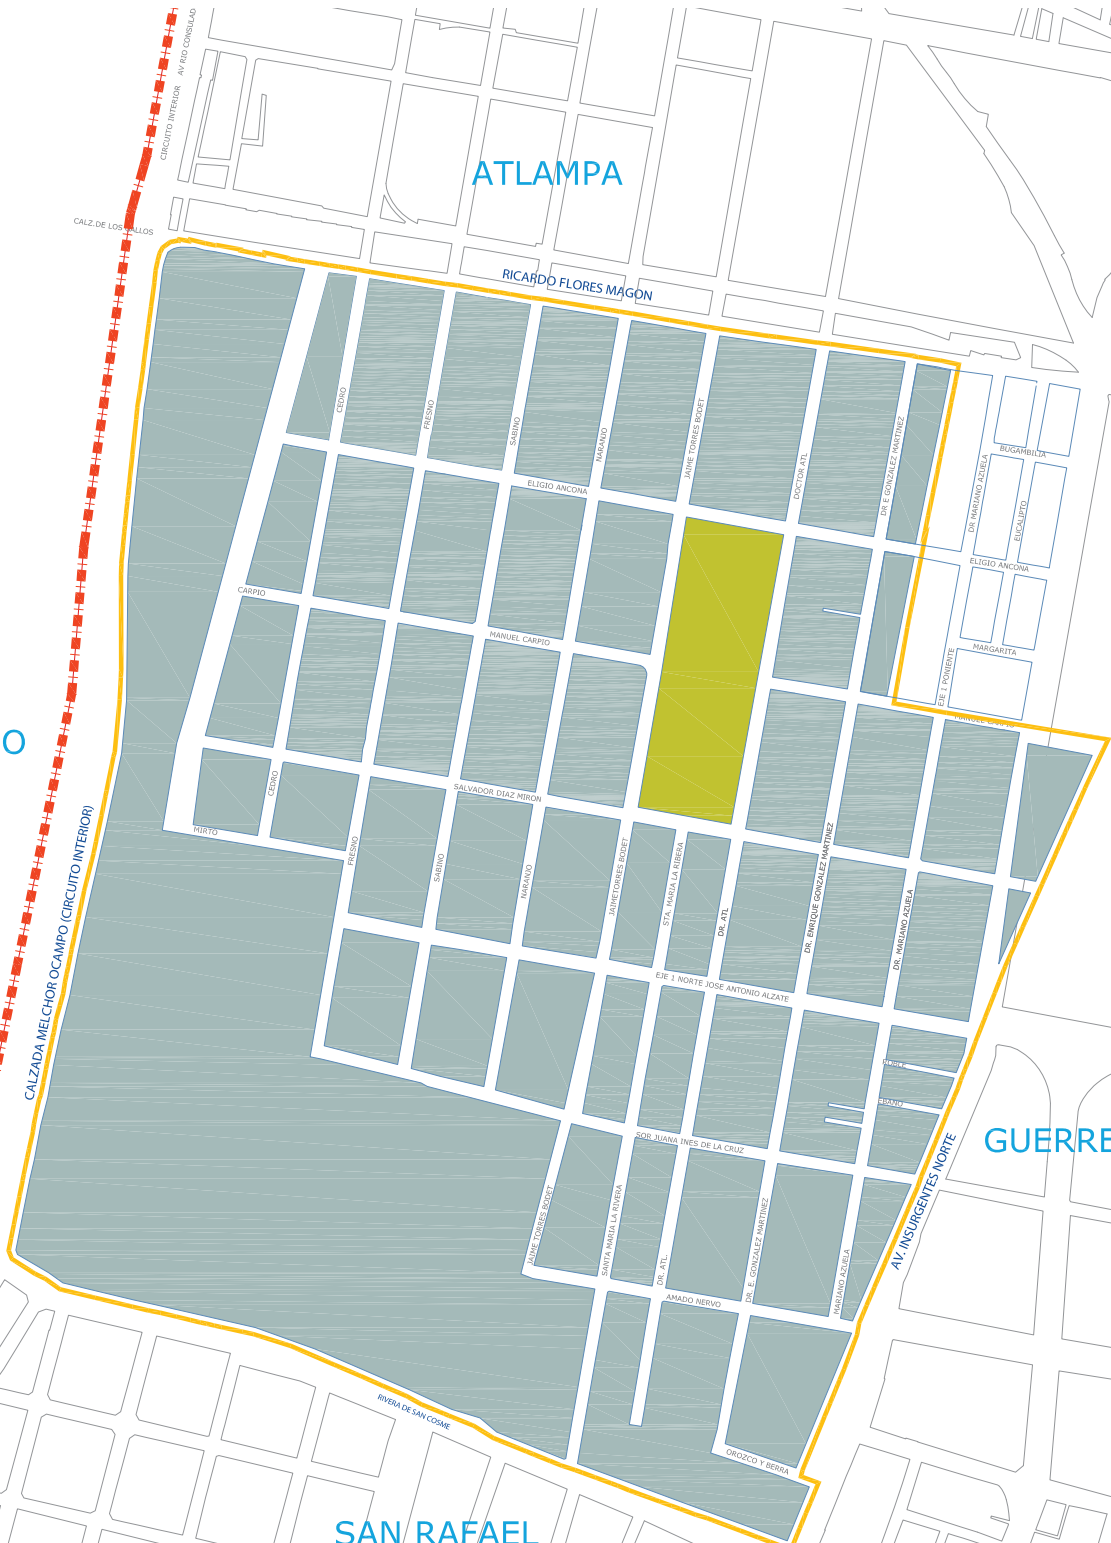 AV RIO CONSULAD
CIRCUITO INTERIOR
ATLAMPA
CALZ.DE LOS GALLOS
RICARDO FLORES MAGON
CEDRO
FRESNO
SABINO
NARANJO
JAIME TORRES BODET
DOCTOR ATL
DR E GONZALEZ MARTINEZ
DR MARIANO AZUELA
BUGAMBILIA
EUCALIPTO
ELIGIO ANCONA
ELIGIO ANCONA
CARPIO
MANUEL CARPIO
MARGARITA
EJE 1 PONIENTE
MANUEL CARPIO
O
CEDRO
SALVADOR DIAZ MIRON
MIRTO
FRESNO
SABINO
NARANJO
JAIMETORRES BODET
STA. MARIA LA RIBERA
DR. ATL
DR. ENRIQUE GONZALEZ MARTINEZ
DR. MARIANO AZUELA
CALZADA MELCHOR OCAMPO (CIRCUITO INTERIOR)
EJE 1 NORTE JOSE ANTONIO ALZATE
ROBLE
EBANO
SOR JUANA INES DE LA CRUZ
GUERRE
AV. INSURGENTES NORTE
JAIME TORRES BODET
SANTA MARIA LA RIVERA
DR. ATL.
DR. E. GONZALEZ MARTINEZ
MARIANO AZUELA
AMADO NERVO
RIVERA DE SAN COSME
OROZCO Y BERRA
SAN RAFAEL